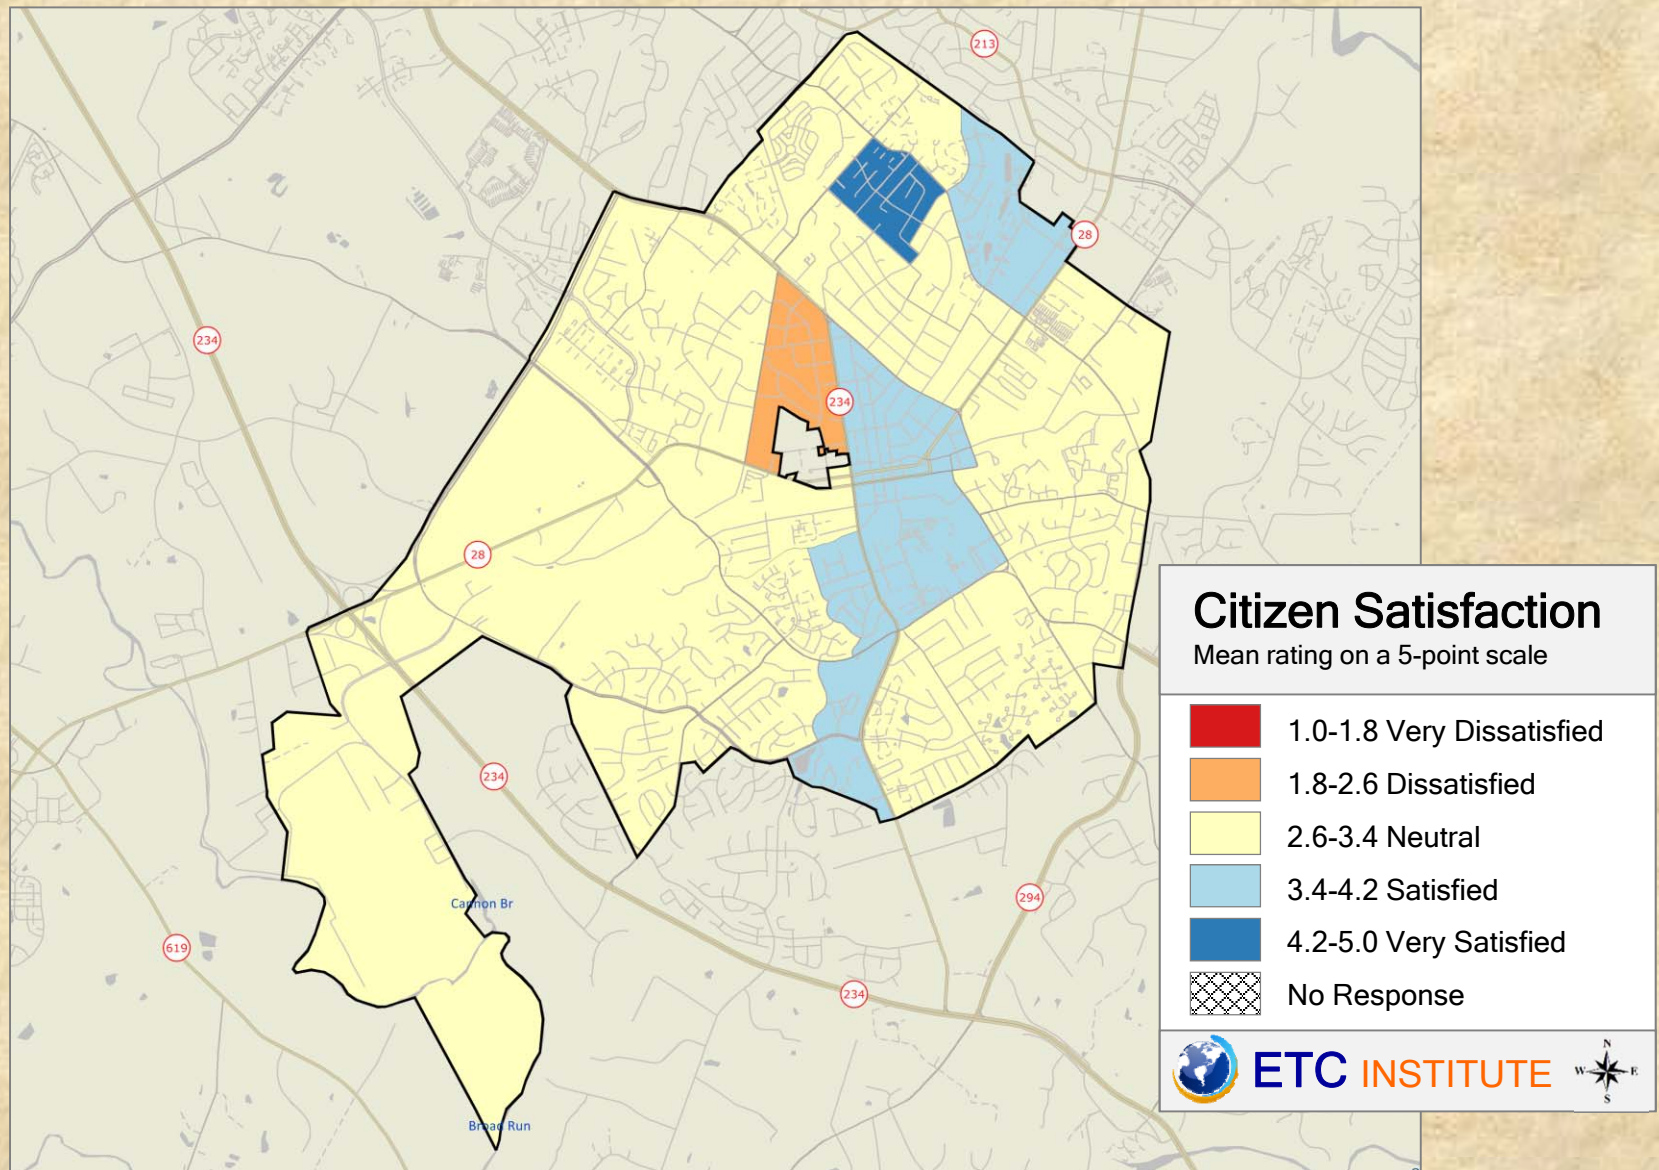 213
28
234
234
28
234
Cannon Br
294
619
234
Broad Run
Citizen Satisfaction
Mean rating on a 5-point scale
1.0-1.8 Very Dissatisfied
1.8-2.6 Dissatisfied
2.6-3.4 Neutral
3.4-4.2 Satisfied
4.2-5.0 Very Satisfied
No Response
ETC INSTITUTE
N
W E
S